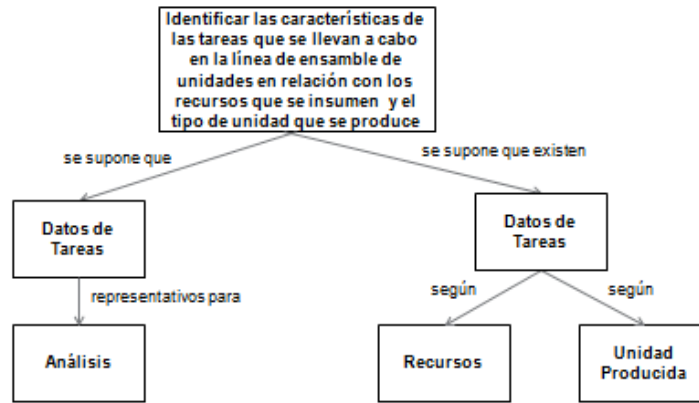 Identificar las características de
las tareas que se llevan a cabo
en la línea de ensamble de
unidades en relación con los
recursos que se insumen y el
tipo de unidad que se produce
se supone que
se supone que existen
Datos de
Tareas
Datos de
Tareas
representativos para
según
según
Análisis
Recursos
Unidad
Producida